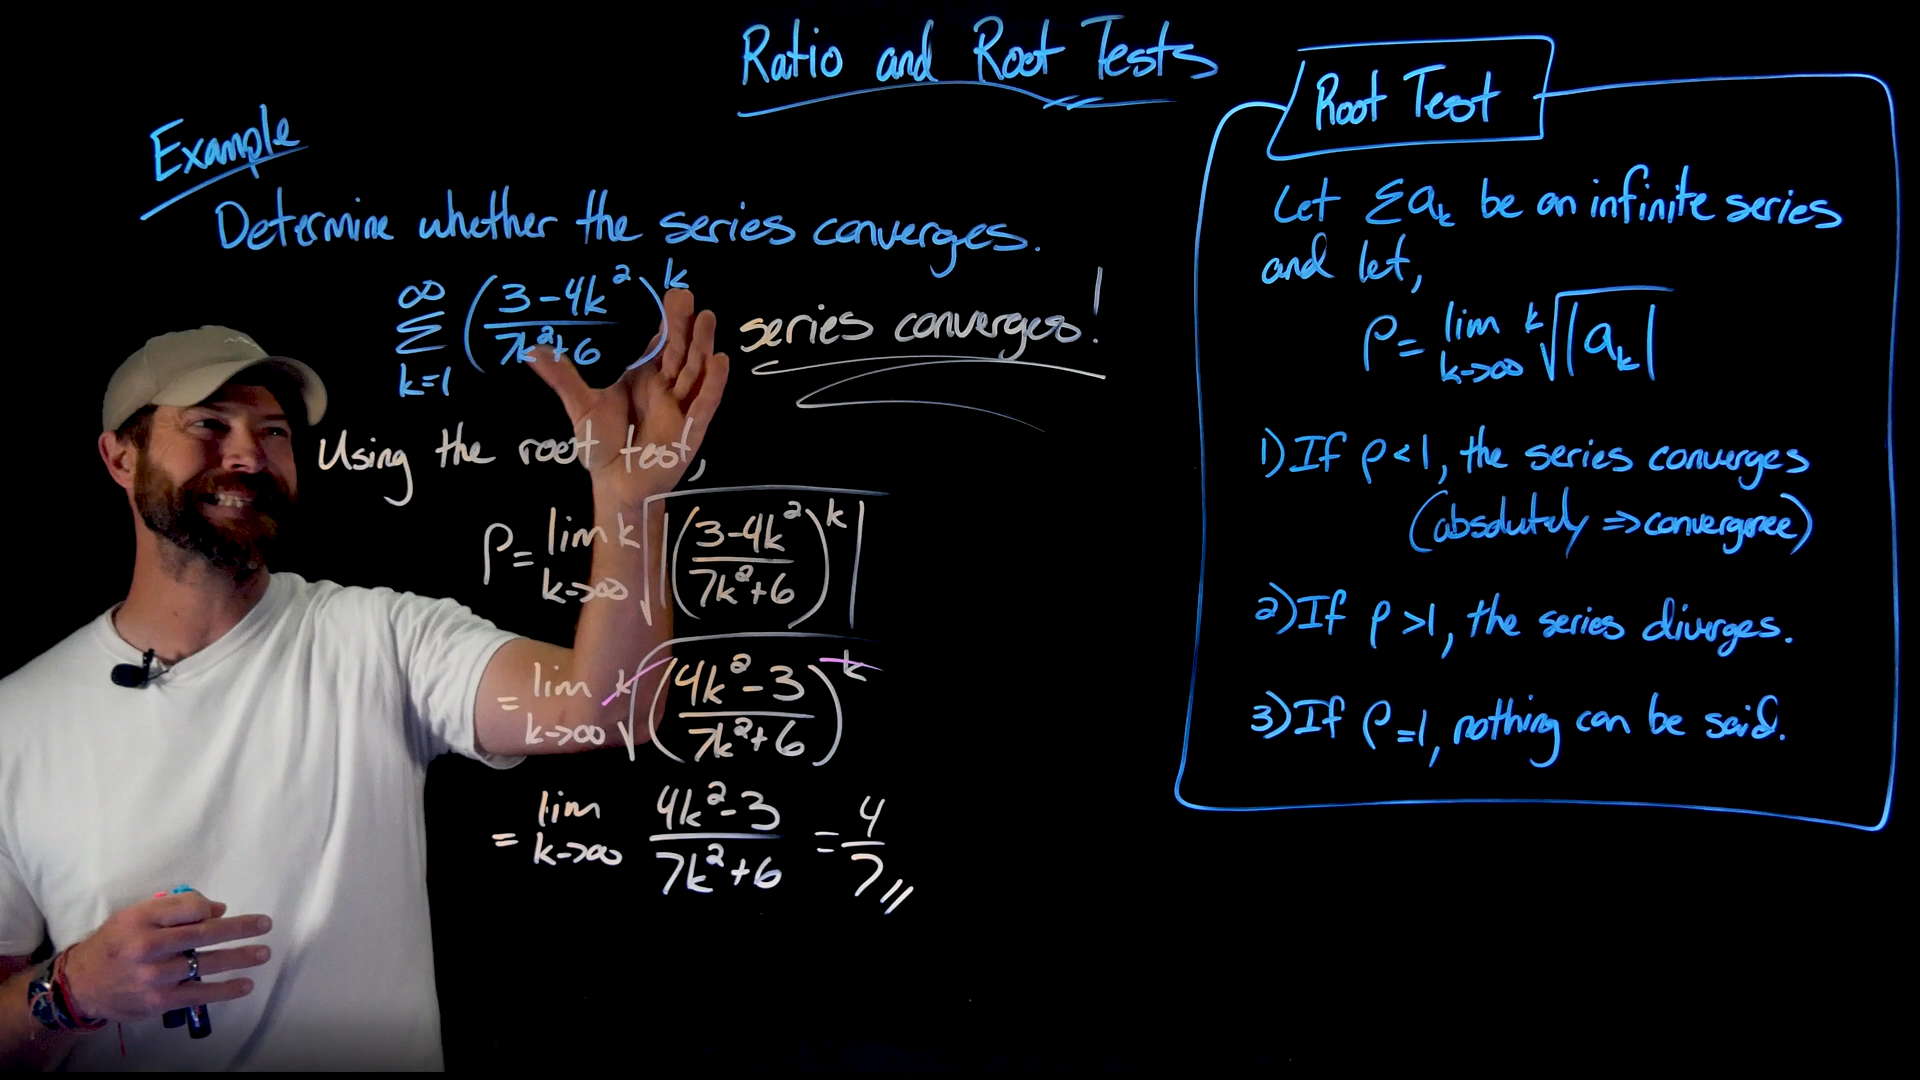 Ratio and Root Tests
Example
Determine whether the series converges.
∞
Σ ((3-4k²)/(7k²+6))^k
k=1
series converges!
Using the root test,
ρ = lim k→∞ ᵏ√|((3-4k²)/(7k²+6))^k|
= lim k→∞ ᵏ√((4k²-3)/(7k²+6))^k
= lim k→∞ (4k²-3)/(7k²+6) = 4/7
Root Test
Let Σa_k be an infinite series
and let,
ρ = lim k→∞ ᵏ√|a_k|
1) If ρ<1, the series converges
(absolutely ⇒ convergence)
2) If ρ>1, the series diverges.
3) If ρ=1, nothing can be said.